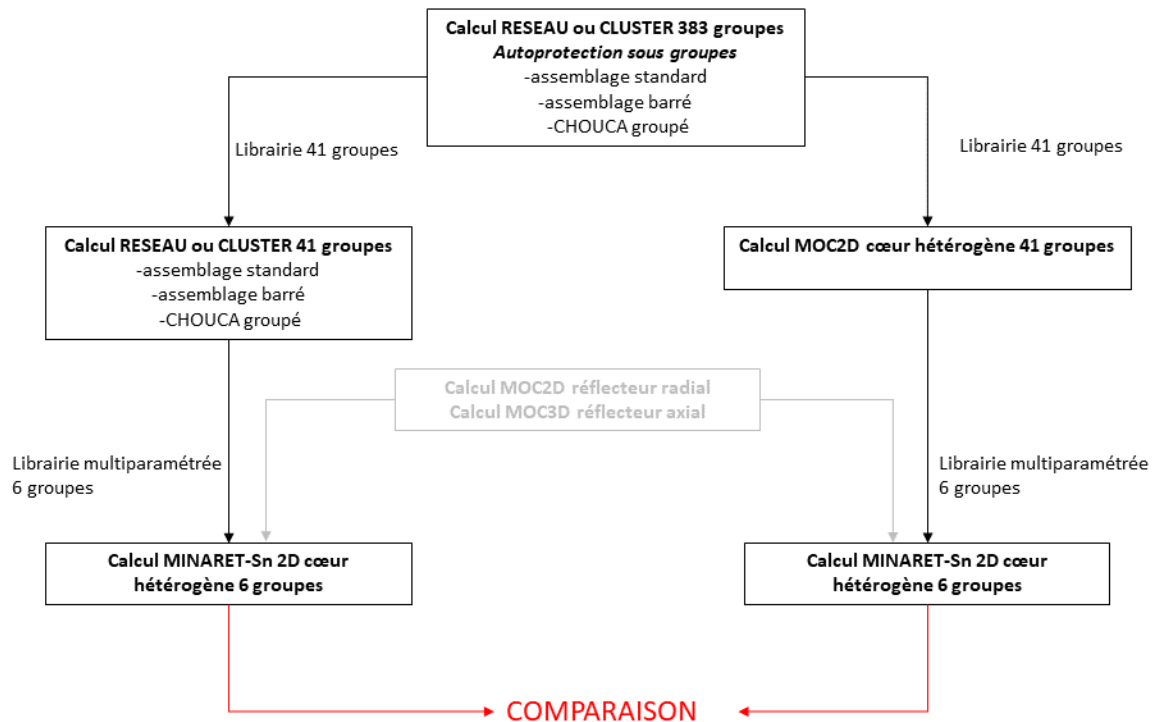 Calcul RESEAU ou CLUSTER 383 groupes
Autoprotection sous groupes
-assemblage standard
-assemblage barré
-CHOUCA groupé
Librairie 41 groupes
Librairie 41 groupes
Calcul RESEAU ou CLUSTER 41 groupes
-assemblage standard
-assemblage barré
-CHOUCA groupé
Calcul MOC2D cœur hétérogène 41 groupes
Calcul MOC2D réflecteur radial
Calcul MOC3D réflecteur axial
Librairie multiparamétrée
6 groupes
Librairie multiparamétrée
6 groupes
Calcul MINARET-Sn 2D cœur
hétérogène 6 groupes
Calcul MINARET-Sn 2D cœur
hétérogène 6 groupes
COMPARAISON